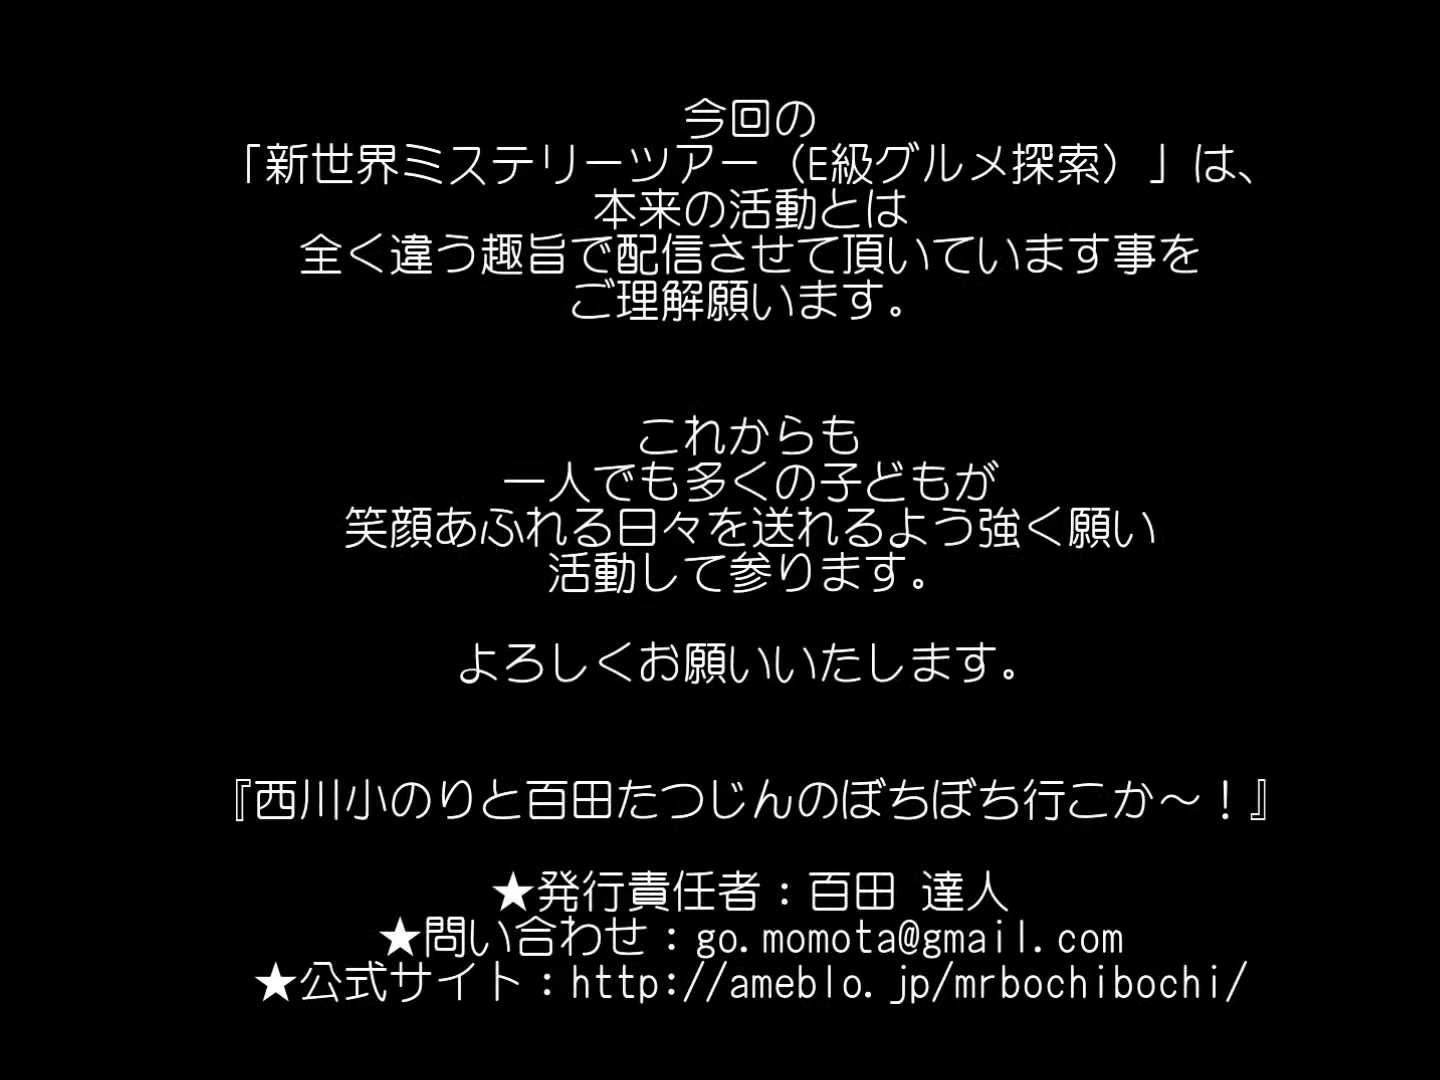 今回の
「新世界ミステリーツアー（E級グルメ探索）」は、
本来の活動とは
全く違う趣旨で配信させて頂いています事を
ご理解願います。
これからも
一人でも多くの子どもが
笑顔あふれる日々を送れるよう強く願い
活動して参ります。
よろしくお願いいたします。
『西川小のりと百田たつじんのぼちぼち行こか～！』
★発行責任者：百田 達人
★問い合わせ：go.momota@gmail.com
★公式サイト：http://ameblo.jp/mrbochibochi/